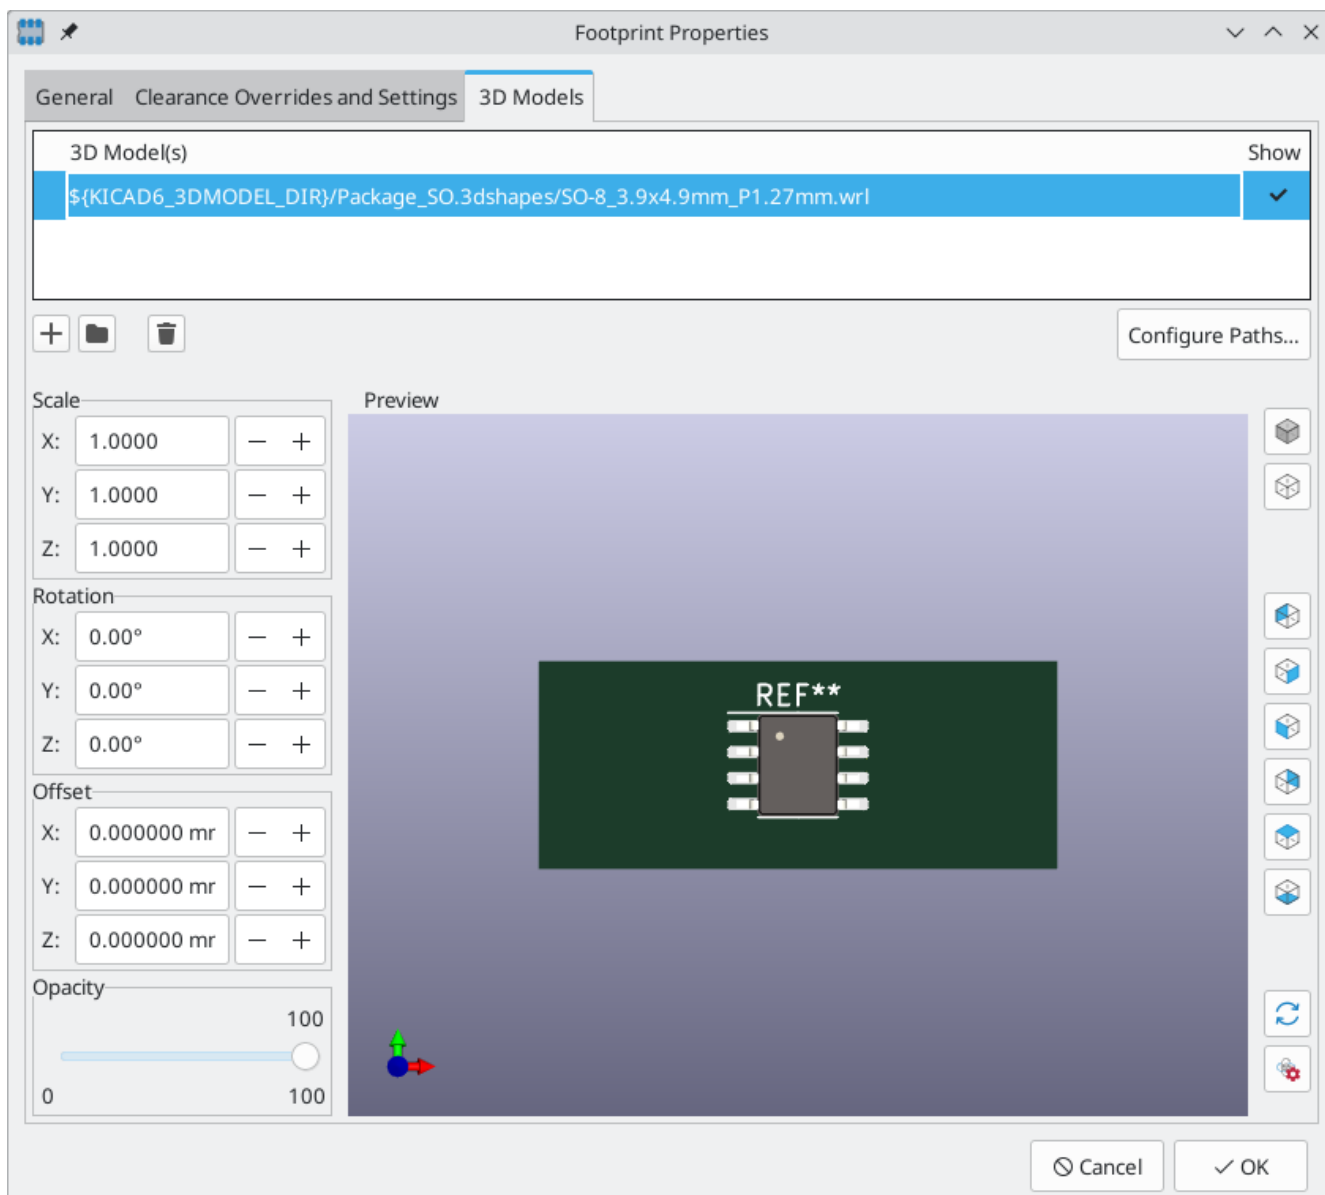 Footprint Properties
General Clearance Overrides and Settings 3D Models
3D Model(s) Show
${KICAD6_3DMODEL_DIR}/Package_SO.3dshapes/SO-8_3.9x4.9mm_P1.27mm.wrl
Configure Paths...
Scale
X: 1.0000
Y: 1.0000
Z: 1.0000
Rotation
X: 0.00°
Y: 0.00°
Z: 0.00°
Offset
X: 0.000000 mr
Y: 0.000000 mr
Z: 0.000000 mr
Opacity
100
0 100
Preview
REF**
Cancel OK